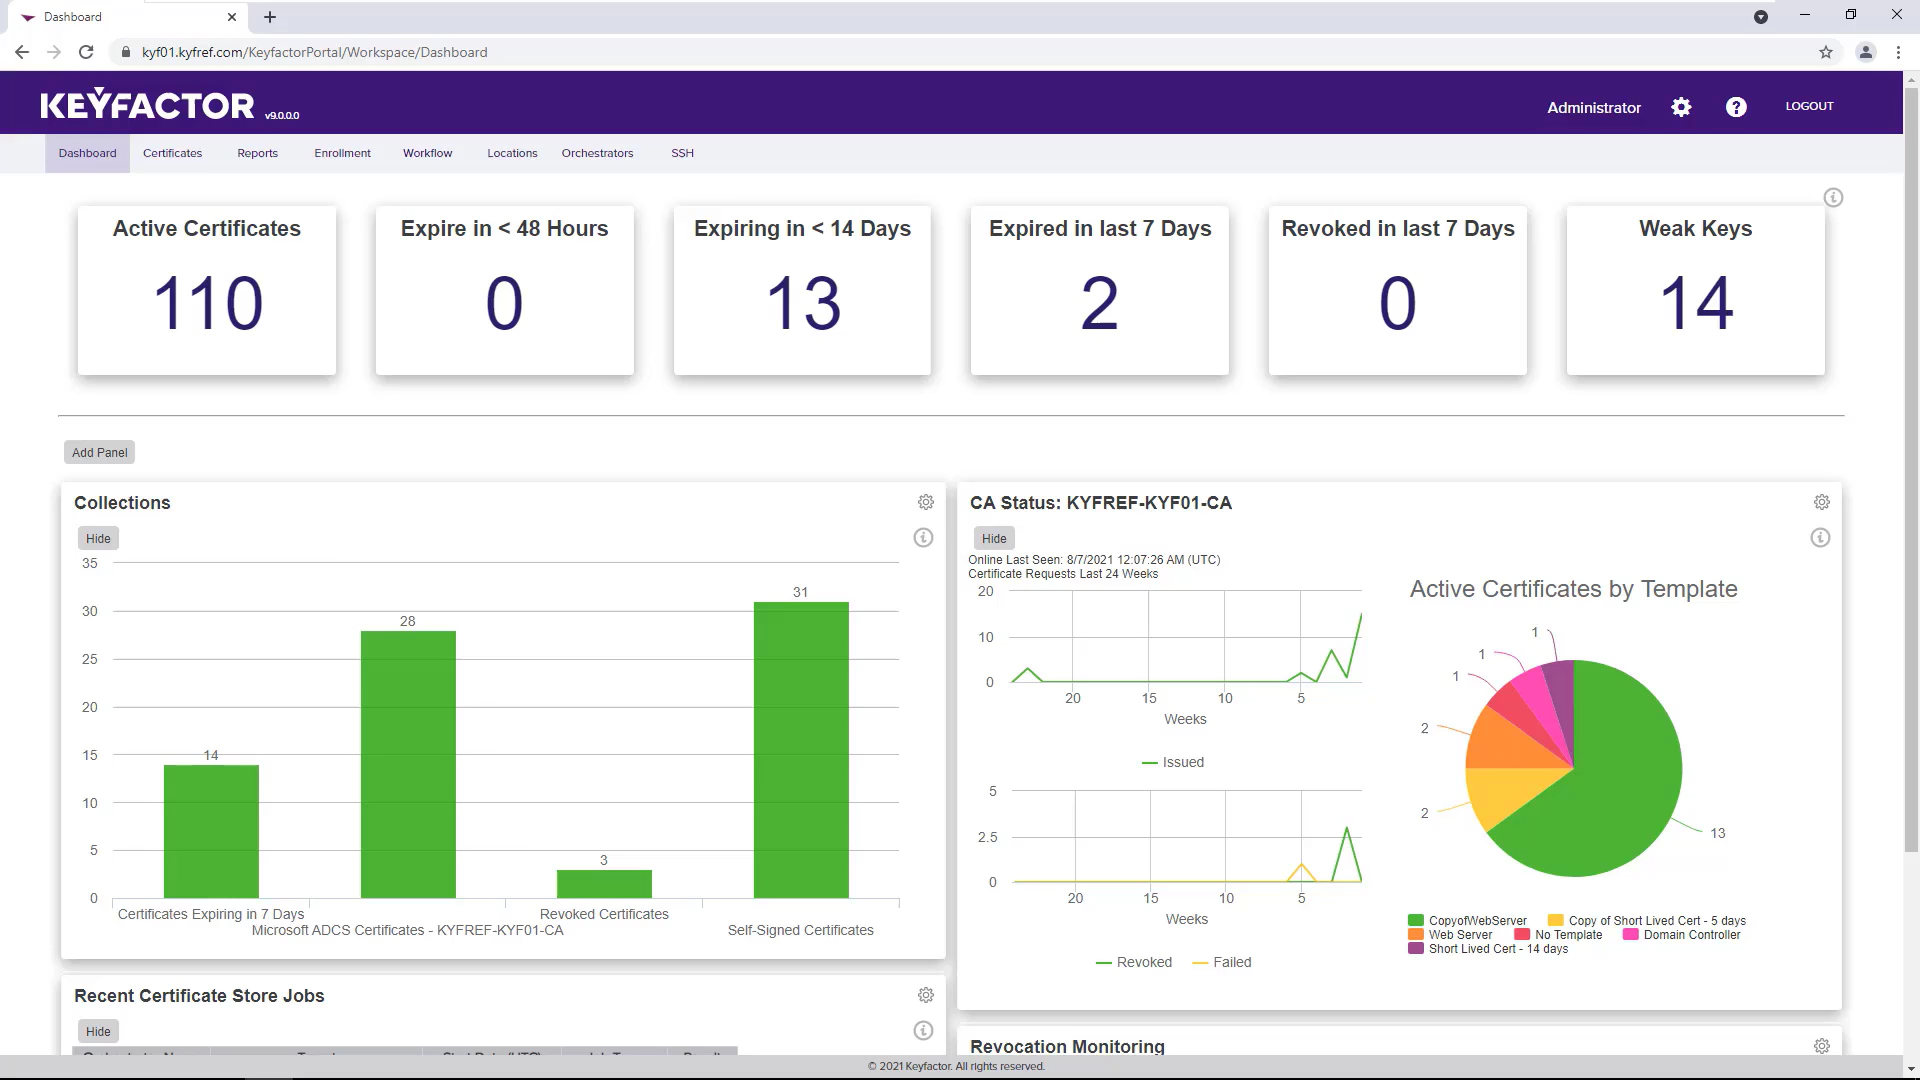 Dashboard
kyf01.kyfref.com/KeyfactorPortal/Workspace/Dashboard
KEYFACTOR v9.0.0.0
Administrator LOGOUT
Dashboard Certificates Reports Enrollment Workflow Locations Orchestrators SSH
Active Certificates
110
Expire in < 48 Hours
0
Expiring in < 14 Days
13
Expired in last 7 Days
2
Revoked in last 7 Days
0
Weak Keys
14
Add Panel
Collections
Hide
35
30
25
20
15
10
5
0
14
28
3
31
Certificates Expiring in 7 Days
Microsoft ADCS Certificates - KYFREF-KYF01-CA
Revoked Certificates
Self-Signed Certificates
CA Status: KYFREF-KYF01-CA
Hide
Online Last Seen: 8/7/2021 12:07:26 AM (UTC)
Certificate Requests Last 24 Weeks
20
10
0
20 15 10 5
Weeks
Issued
5
2.5
0
20 15 10 5
Weeks
Revoked Failed
Active Certificates by Template
1
1
1
2
2
13
CopyofWebServer Copy of Short Lived Cert - 5 days
Web Server No Template Domain Controller
Short Lived Cert - 14 days
Recent Certificate Store Jobs
Hide
Revocation Monitoring
© 2021 Keyfactor. All rights reserved.